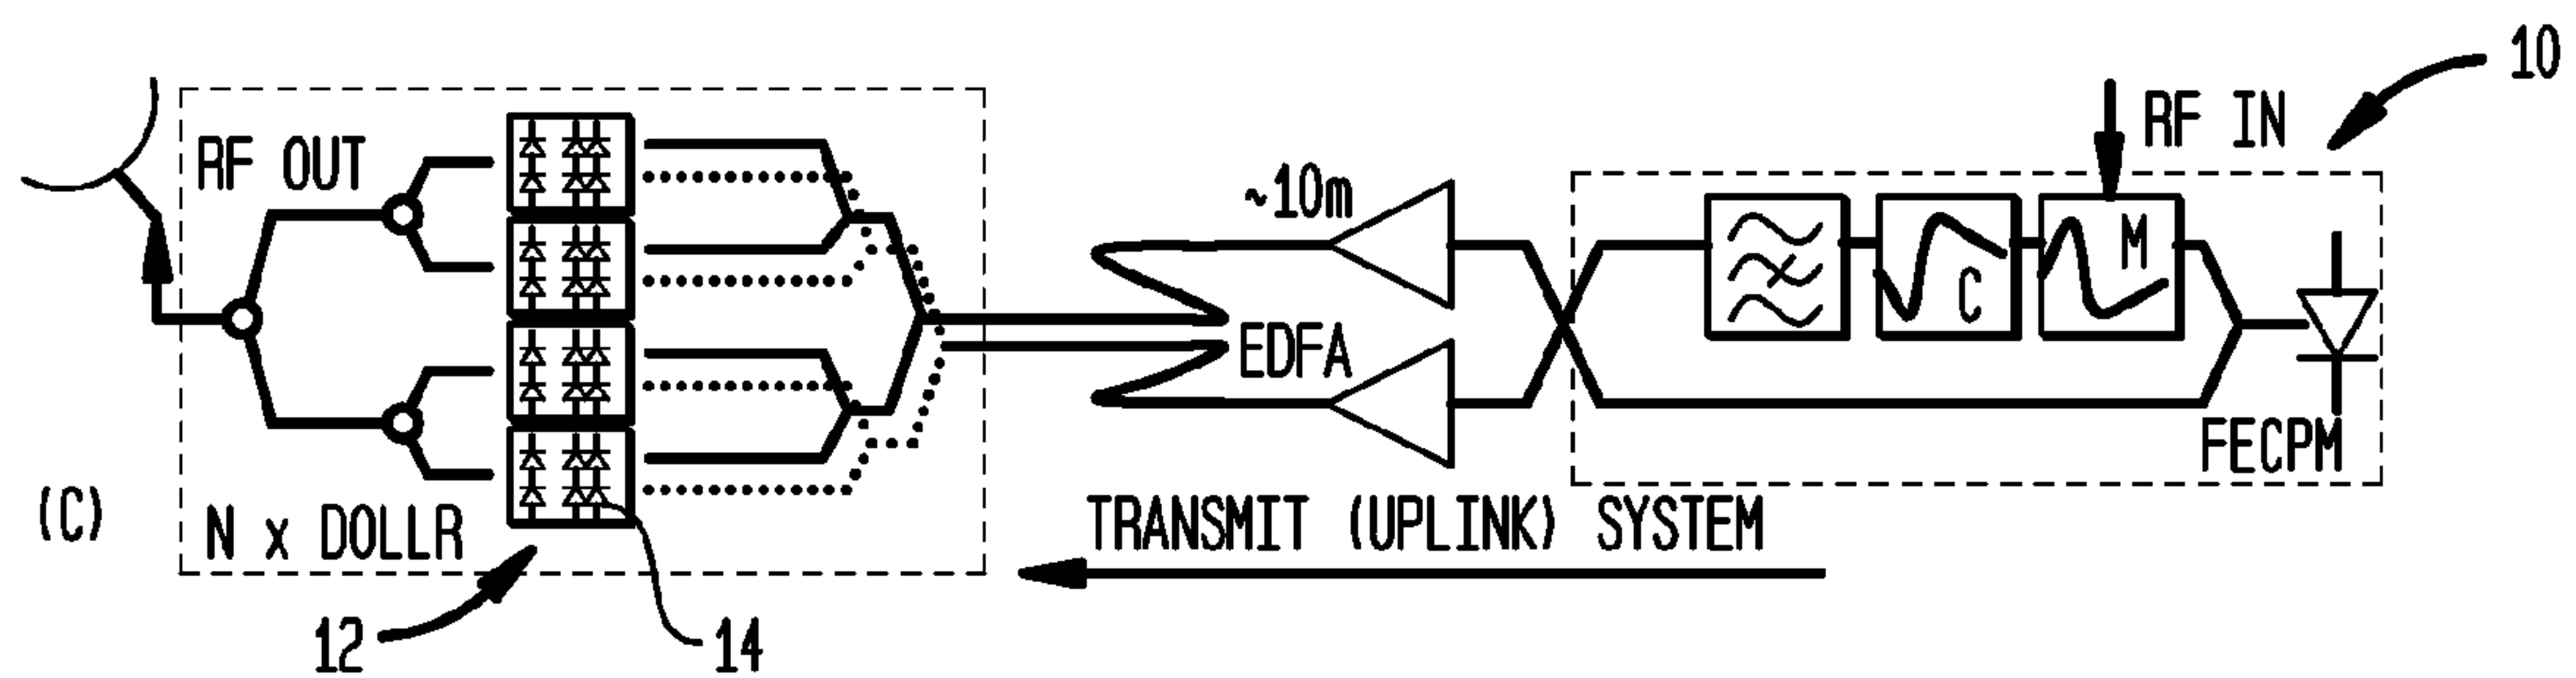 10
RF IN
RF OUT
~10m
M
C
EDFA
FECPM
(C)
N x DOLLR
TRANSMIT (UPLINK) SYSTEM
12
14